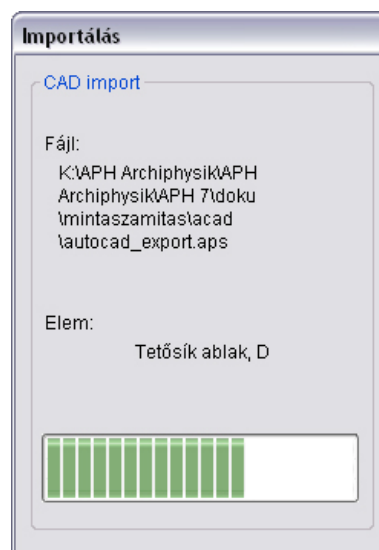 Importálás
CAD import
Fájl:
K:\APH Archiphysik\APH
Archiphysik\APH 7\doku
\mintaszamitas\acad
\autocad_export.aps
Elem:
Tetősík ablak, D